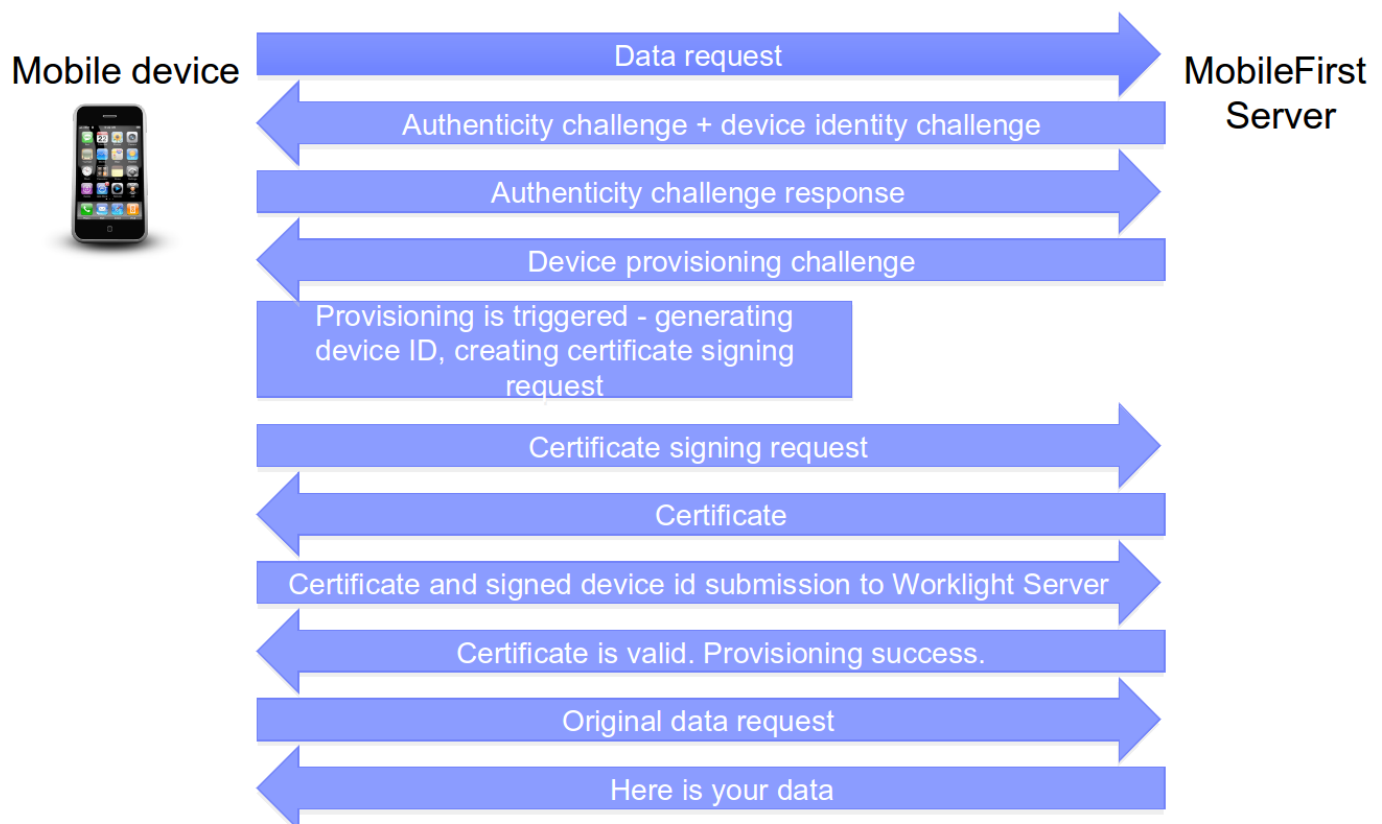 Data request
Mobile device
MobileFirst
Server
Authenticity challenge + device identity challenge
Authenticity challenge response
Device provisioning challenge
Provisioning is triggered - generating
device ID, creating certificate signing
request
Certificate signing request
Certificate
Certificate and signed device id submission to Worklight Server
Certificate is valid. Provisioning success.
Original data request
Here is your data